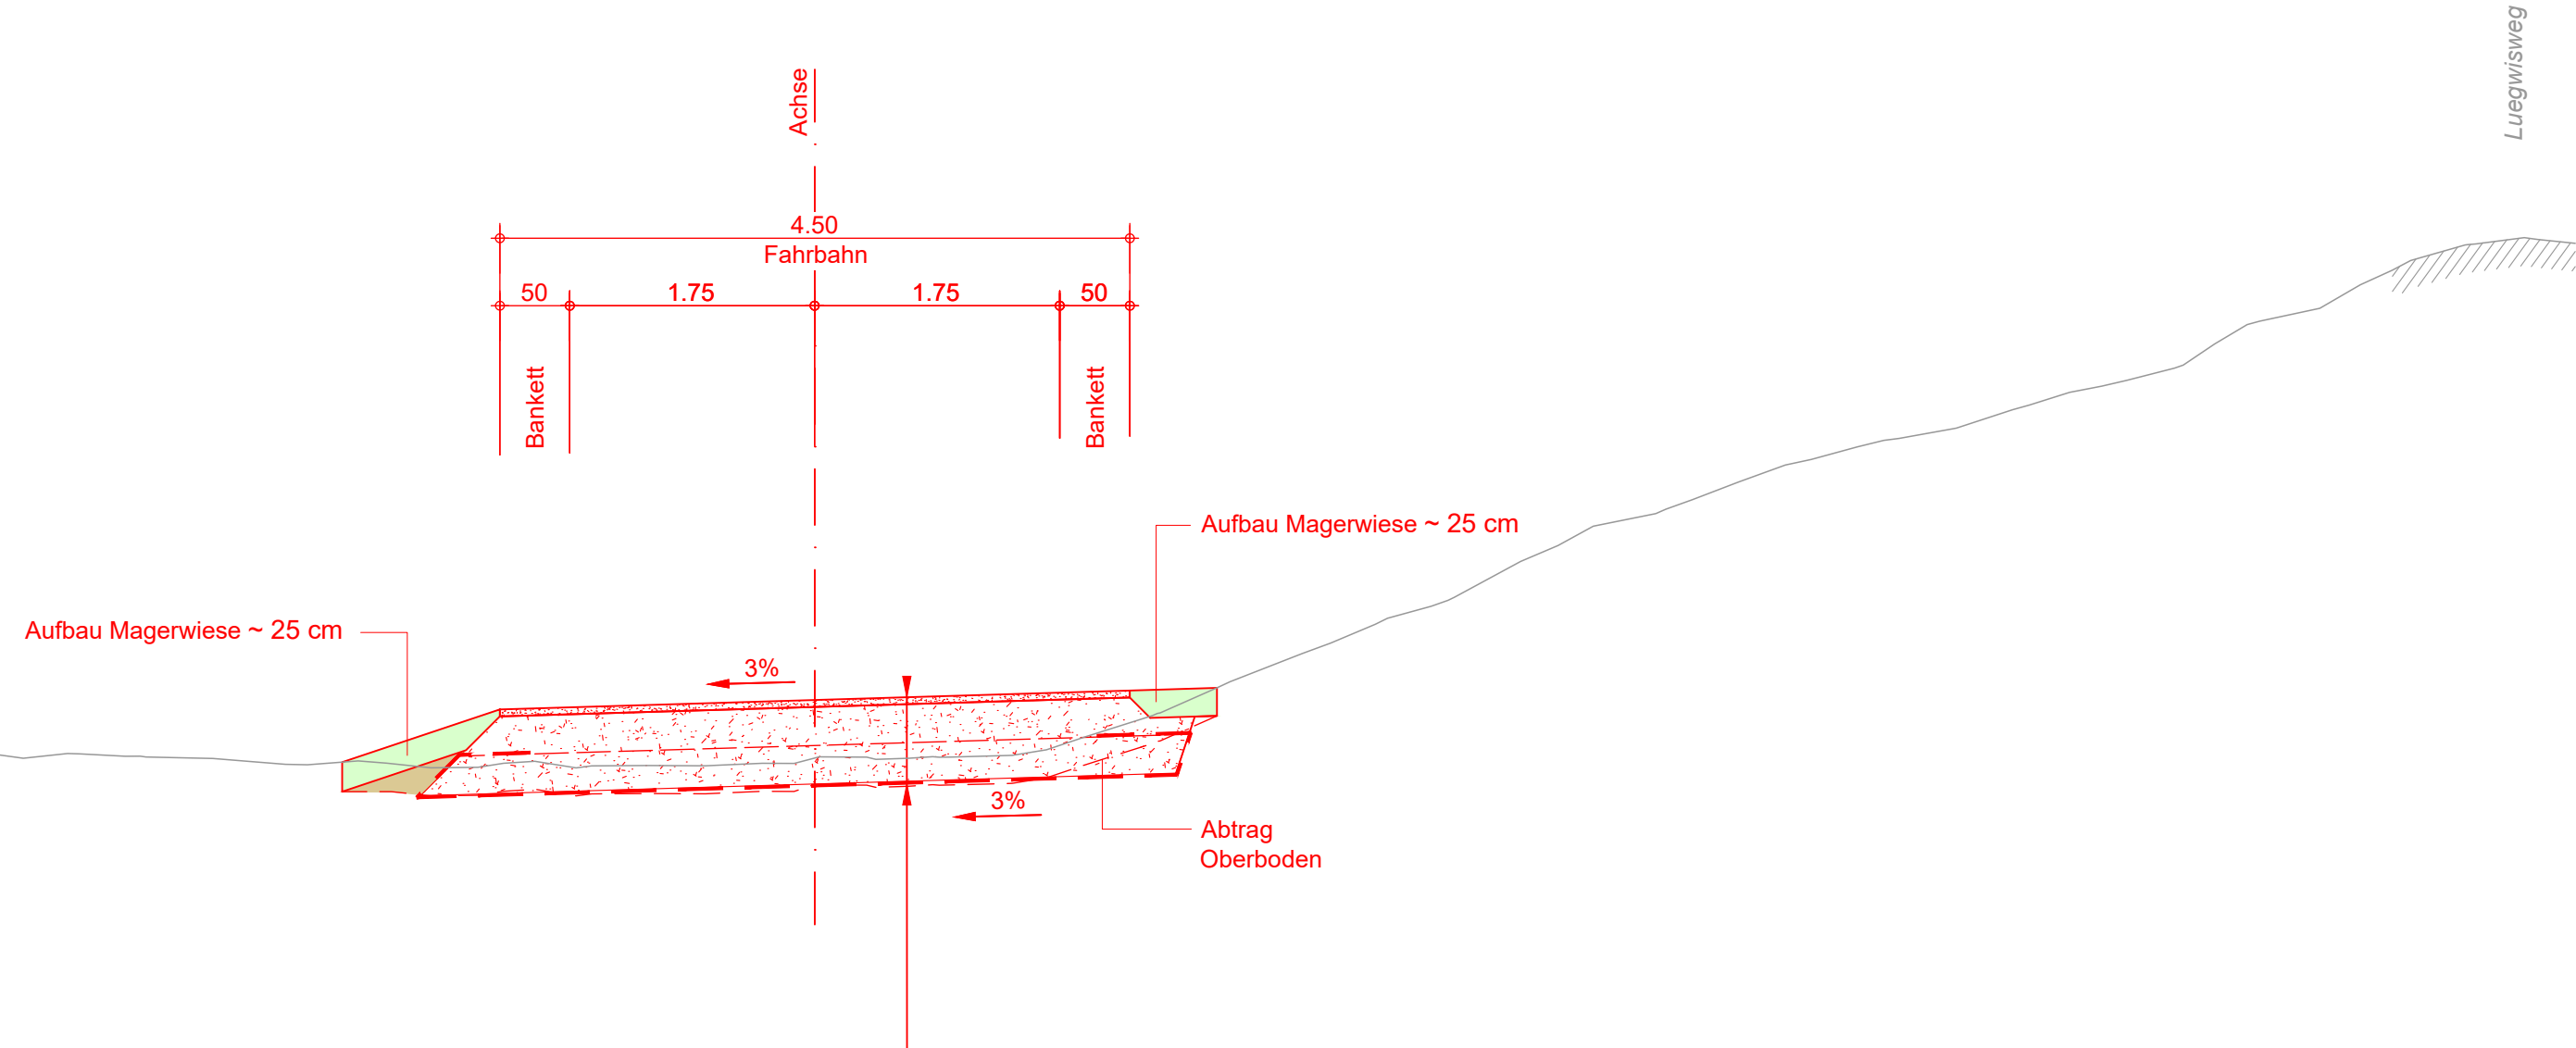 Luegwisweg
Achse
4.50
Fahrbahn
50 1.75 1.75 50
Bankett
Bankett
Aufbau Magerwiese ~ 25 cm
Aufbau Magerwiese ~ 25 cm
3%
3%
Abtrag
Oberboden